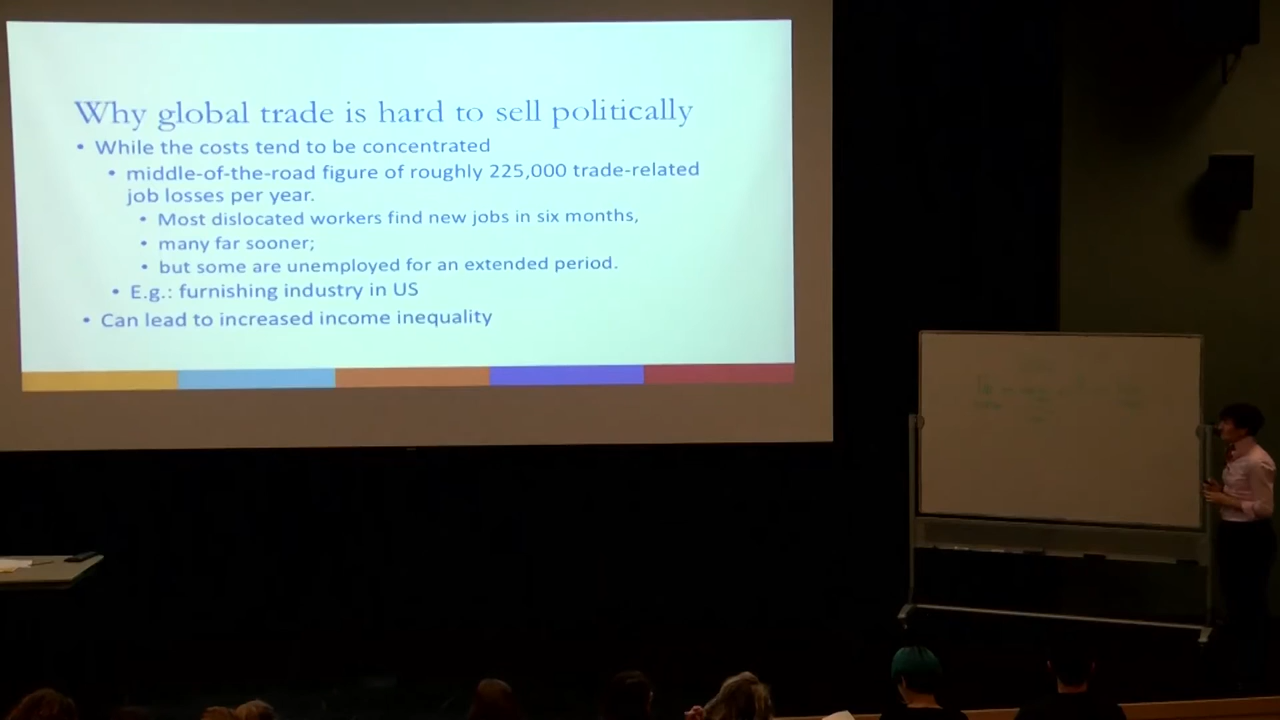 Why global trade is hard to sell politically
• While the costs tend to be concentrated
• middle-of-the-road figure of roughly 225,000 trade-related
job losses per year.
• Most dislocated workers find new jobs in six months,
• many far sooner;
• but some are unemployed for an extended period.
• E.g.: furnishing industry in US
• Can lead to increased income inequality